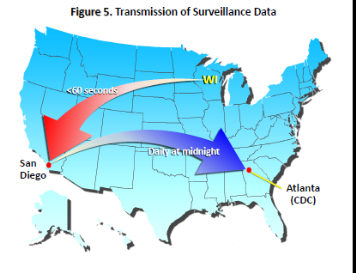 Figure 5. Transmission of Surveillance Data
WI
<60 seconds
Daily at midnight
San
Diego
Atlanta
(CDC)